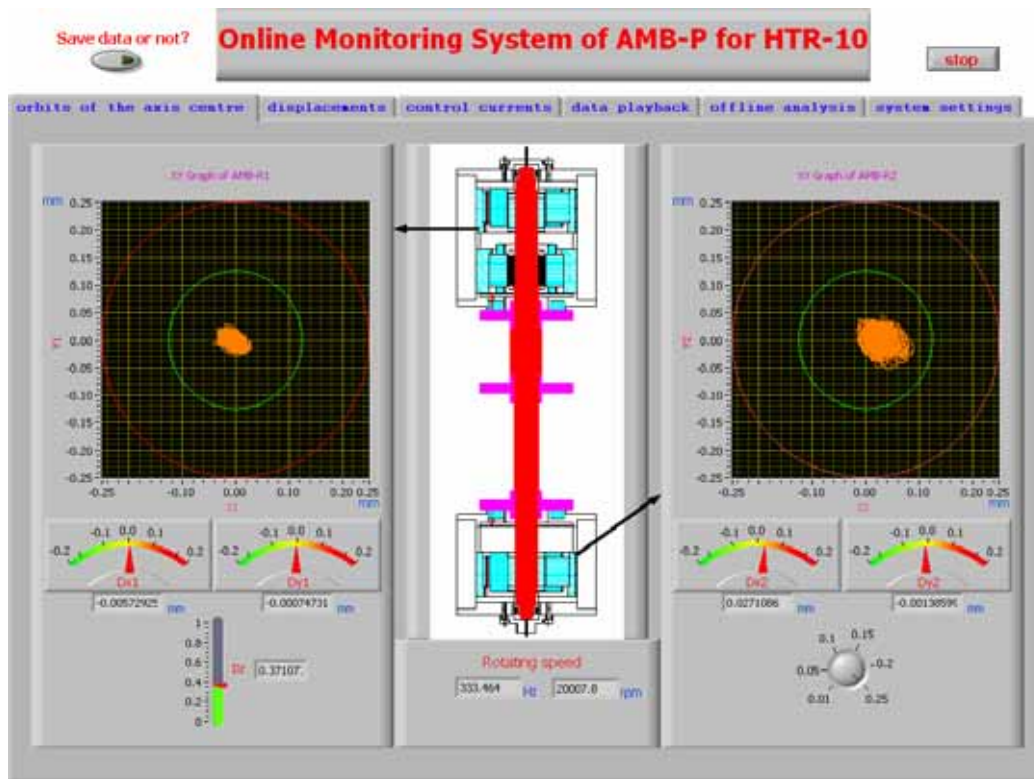 Save data or not?
Online Monitoring System of AMB-P for HTR-10
stop
orbits of the axis centre
displacements
control currents
data playback
offline analysis
system settings
XY Graph of AMB-R1
mm
0.25
0.20
0.15
0.10
0.05
0.00
-0.05
-0.10
-0.15
-0.20
-0.25
Y1
-0.25 -0.10 0.00 0.10 0.20 0.25
mm
-0.2 -0.1 0.0 0.1 0.2
Dx1
-0.00572925 mm
-0.2 -0.1 0.0 0.1 0.2
Dy1
-0.00074731 mm
1-
0.8-
0.6-
0.4-
0.2-
0-
0.37107.
Rotating speed
333.464 Hz 20007.8 rpm
XY Graph of AMB-R2
mm
0.25
0.20
0.15
0.10
0.05
0.00
-0.05
-0.10
-0.15
-0.20
-0.25
Y2
-0.25 -0.10 0.00 0.10 0.20 0.25
mm
-0.2 -0.1 0.0 0.1 0.2
Dx2
0.0271086 mm
-0.2 -0.1 0.0 0.1 0.2
Dy2
mm
0.1 0.15
0.05- -0.2
0.01 0.25